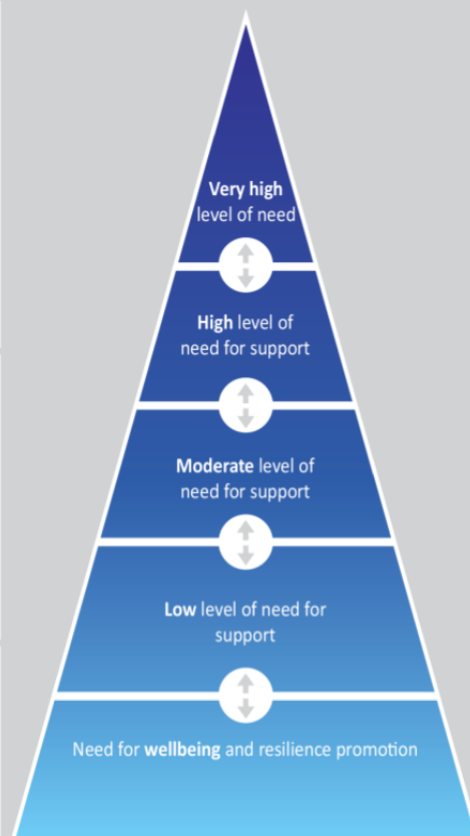 Very high
level of need
High level of
need for support
Moderate level of
need for support
Low level of need for
support
Need for wellbeing and resilience promotion